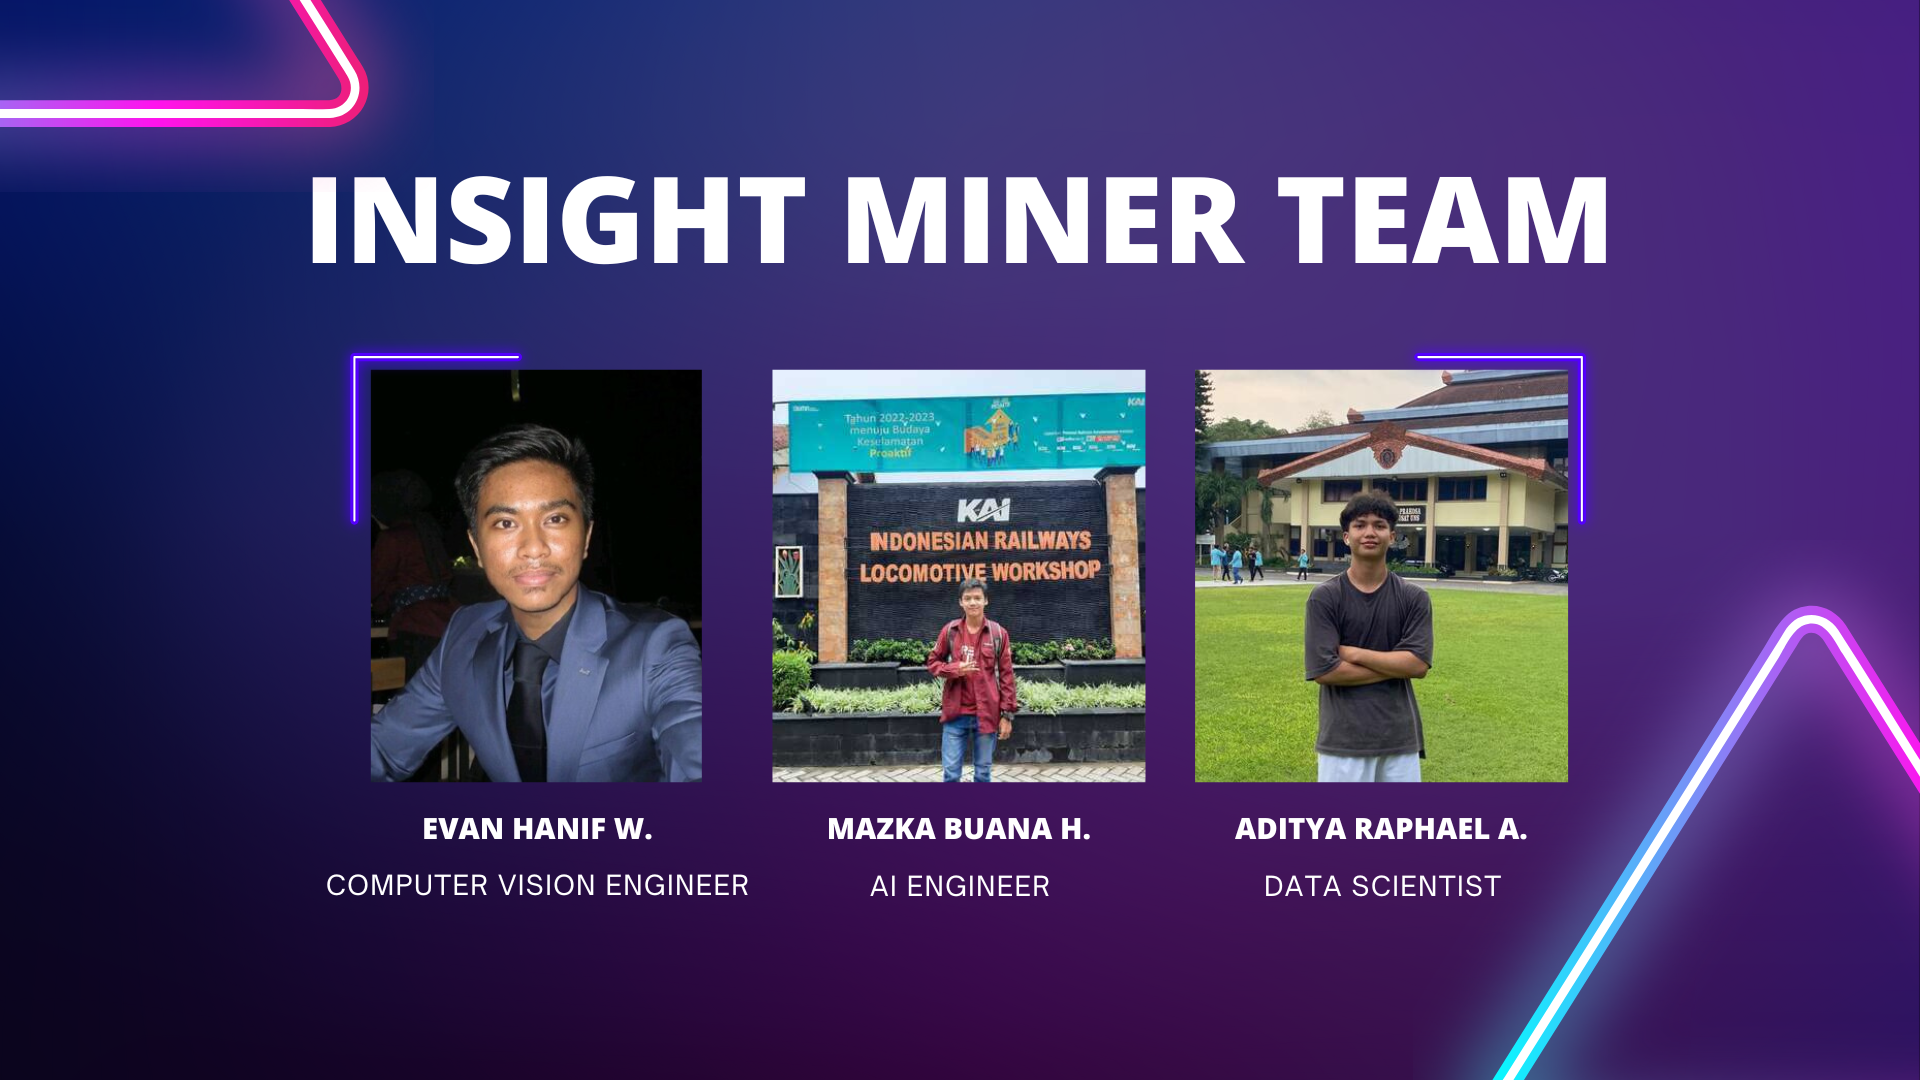 INSIGHT MINER TEAM
Tahun 2022-2023
menuju Budaya
Keselamatan
Proaktif
KAI
KAI
INDONESIAN RAILWAYS
LOCOMOTIVE WORKSHOP
EVAN HANIF W.
MAZKA BUANA H.
ADITYA RAPHAEL A.
COMPUTER VISION ENGINEER
AI ENGINEER
DATA SCIENTIST